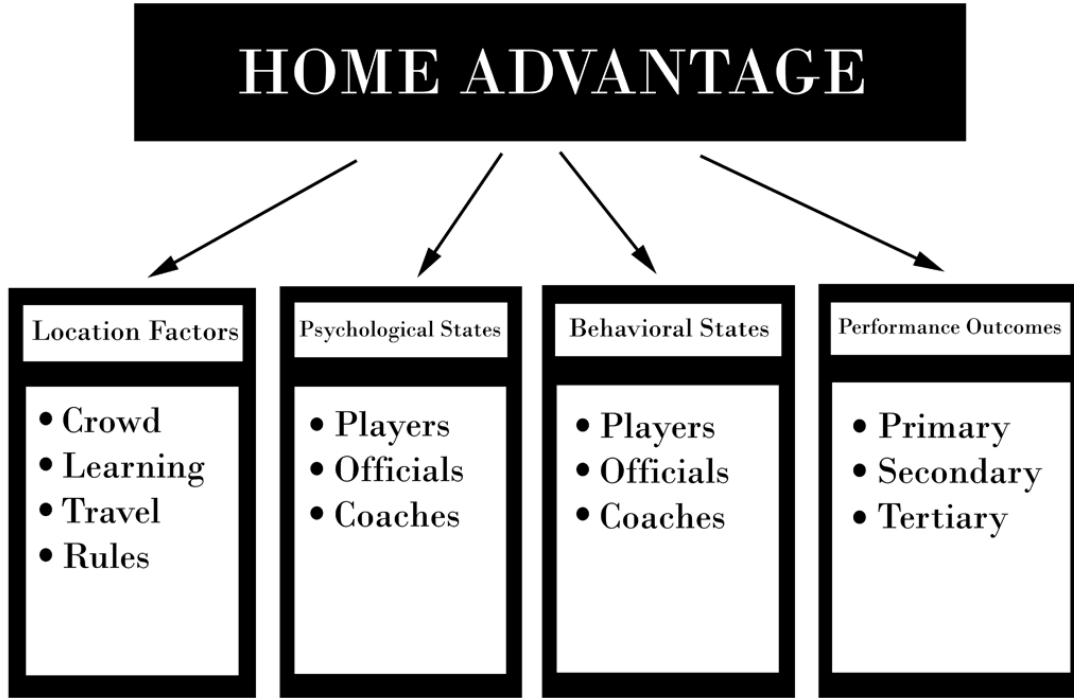 HOME ADVANTAGE
Location Factors
• Crowd
• Learning
• Travel
• Rules
Psychological States
• Players
• Officials
• Coaches
Behavioral States
• Players
• Officials
• Coaches
Performance Outcomes
• Primary
• Secondary
• Tertiary